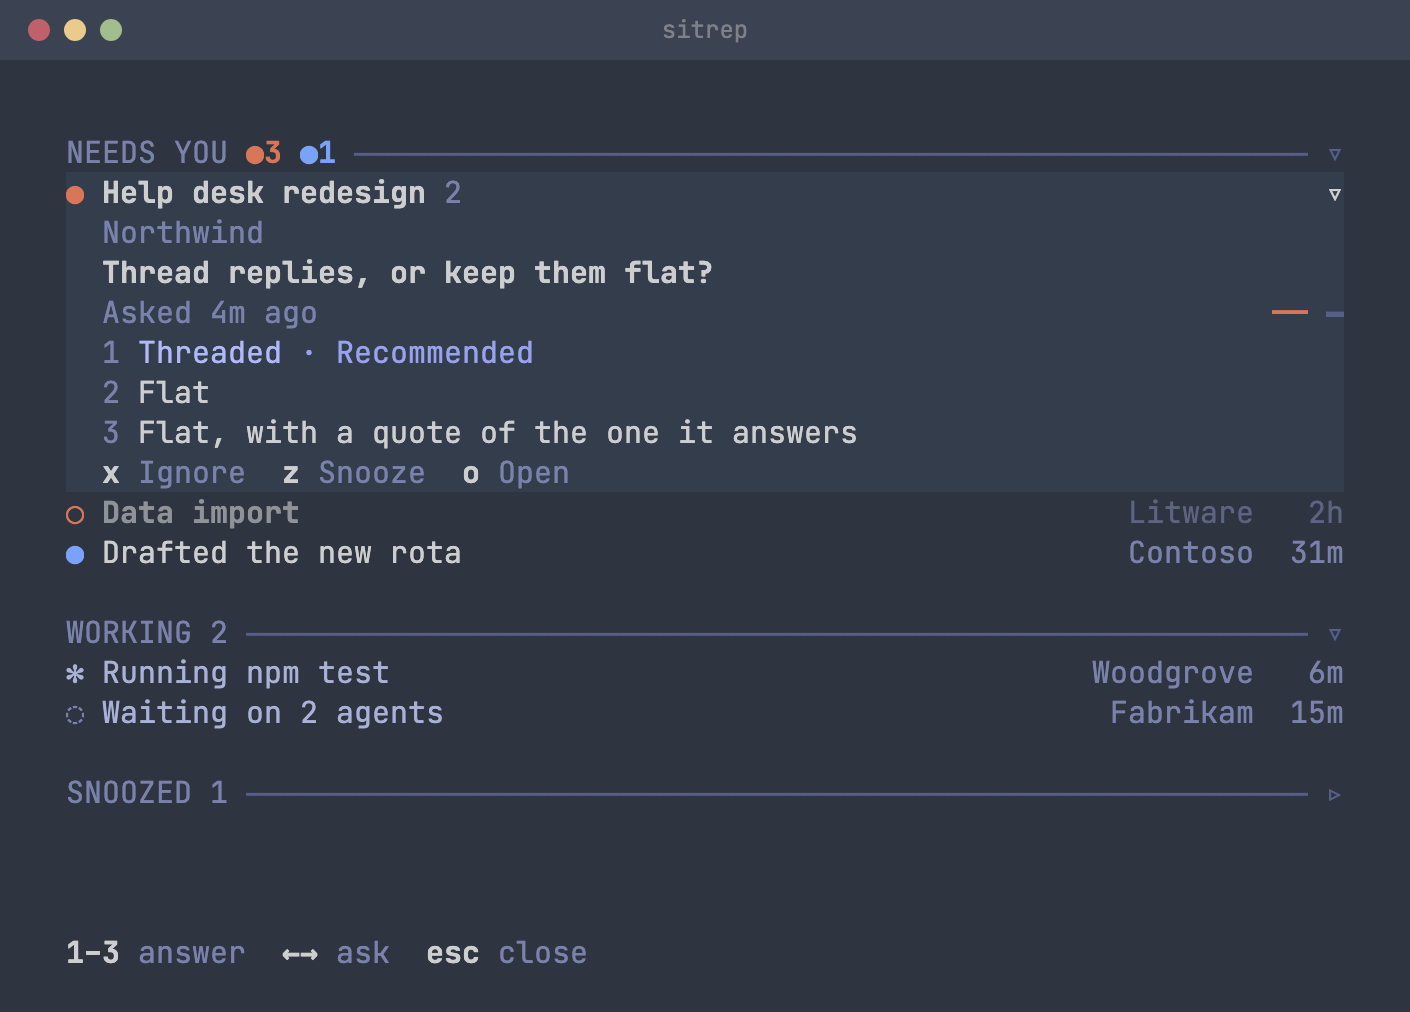 sitrep
NEEDS YOU ●3 ●1
Help desk redesign 2
Northwind
Thread replies, or keep them flat?
Asked 4m ago
1 Threaded · Recommended
2 Flat
3 Flat, with a quote of the one it answers
x Ignore z Snooze o Open
Data import Litware 2h
Drafted the new rota Contoso 31m
WORKING 2
✻ Running npm test Woodgrove 6m
◌ Waiting on 2 agents Fabrikam 15m
SNOOZED 1
1-3 answer ←→ ask esc close